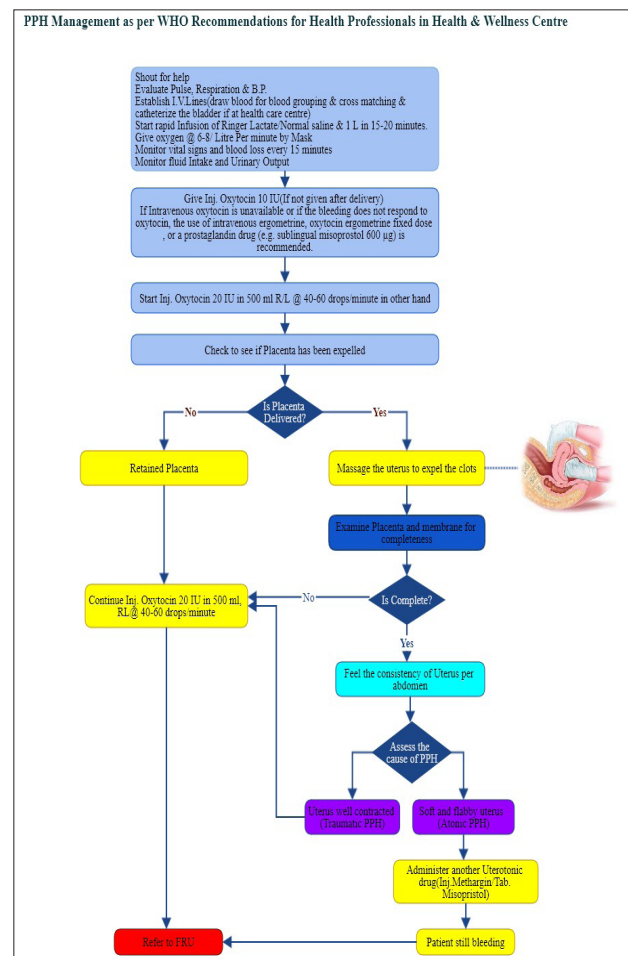 PPH Management as per WHO Recommendations for Health Professionals in Health & Wellness Centre
Shout for help
Evaluate Pulse, Respiration & B.P.
Establish I.V.Lines(draw blood for blood grouping & cross matching &
catheterize the bladder if at health care centre)
Start rapid Infusion of Ringer Lactate/Normal saline & 1 L in 15-20 minutes.
Give oxygen @ 6-8/ Litre Per minute by Mask
Monitor vital signs and blood loss every 15 minutes
Monitor fluid Intake and Urinary Output
Give Inj. Oxytocin 10 IU(If not given after delivery)
If Intravenous oxytocin is unavailable or if the bleeding does not respond to
oxytocin, the use of intravenous ergometrine, oxytocin ergometrine fixed dose
, or a prostaglandin drug (e.g. sublingual misoprostol 600 µg) is
recommended.
Start Inj. Oxytocin 20 IU in 500 ml R/L @ 40-60 drops/minute in other hand
Check to see if Placenta has been expelled
Is Placenta
Delivered?
No
Yes
Retained Placenta
Massage the uterus to expel the clots
Examine Placenta and membrane for
completeness
Continue Inj. Oxytocin 20 IU in 500 ml,
RL@ 40-60 drops/minute
No
Is Complete?
Yes
Feel the consistency of Uterus per
abdomen
Assess the
cause of PPH
Uterus well contracted
(Traumatic PPH)
Soft and flabby uterus
(Atonic PPH)
Administer another Uterotonic
drug(Inj.Methargin/Tab.
Misopristol)
Refer to FRU
Patient still bleeding